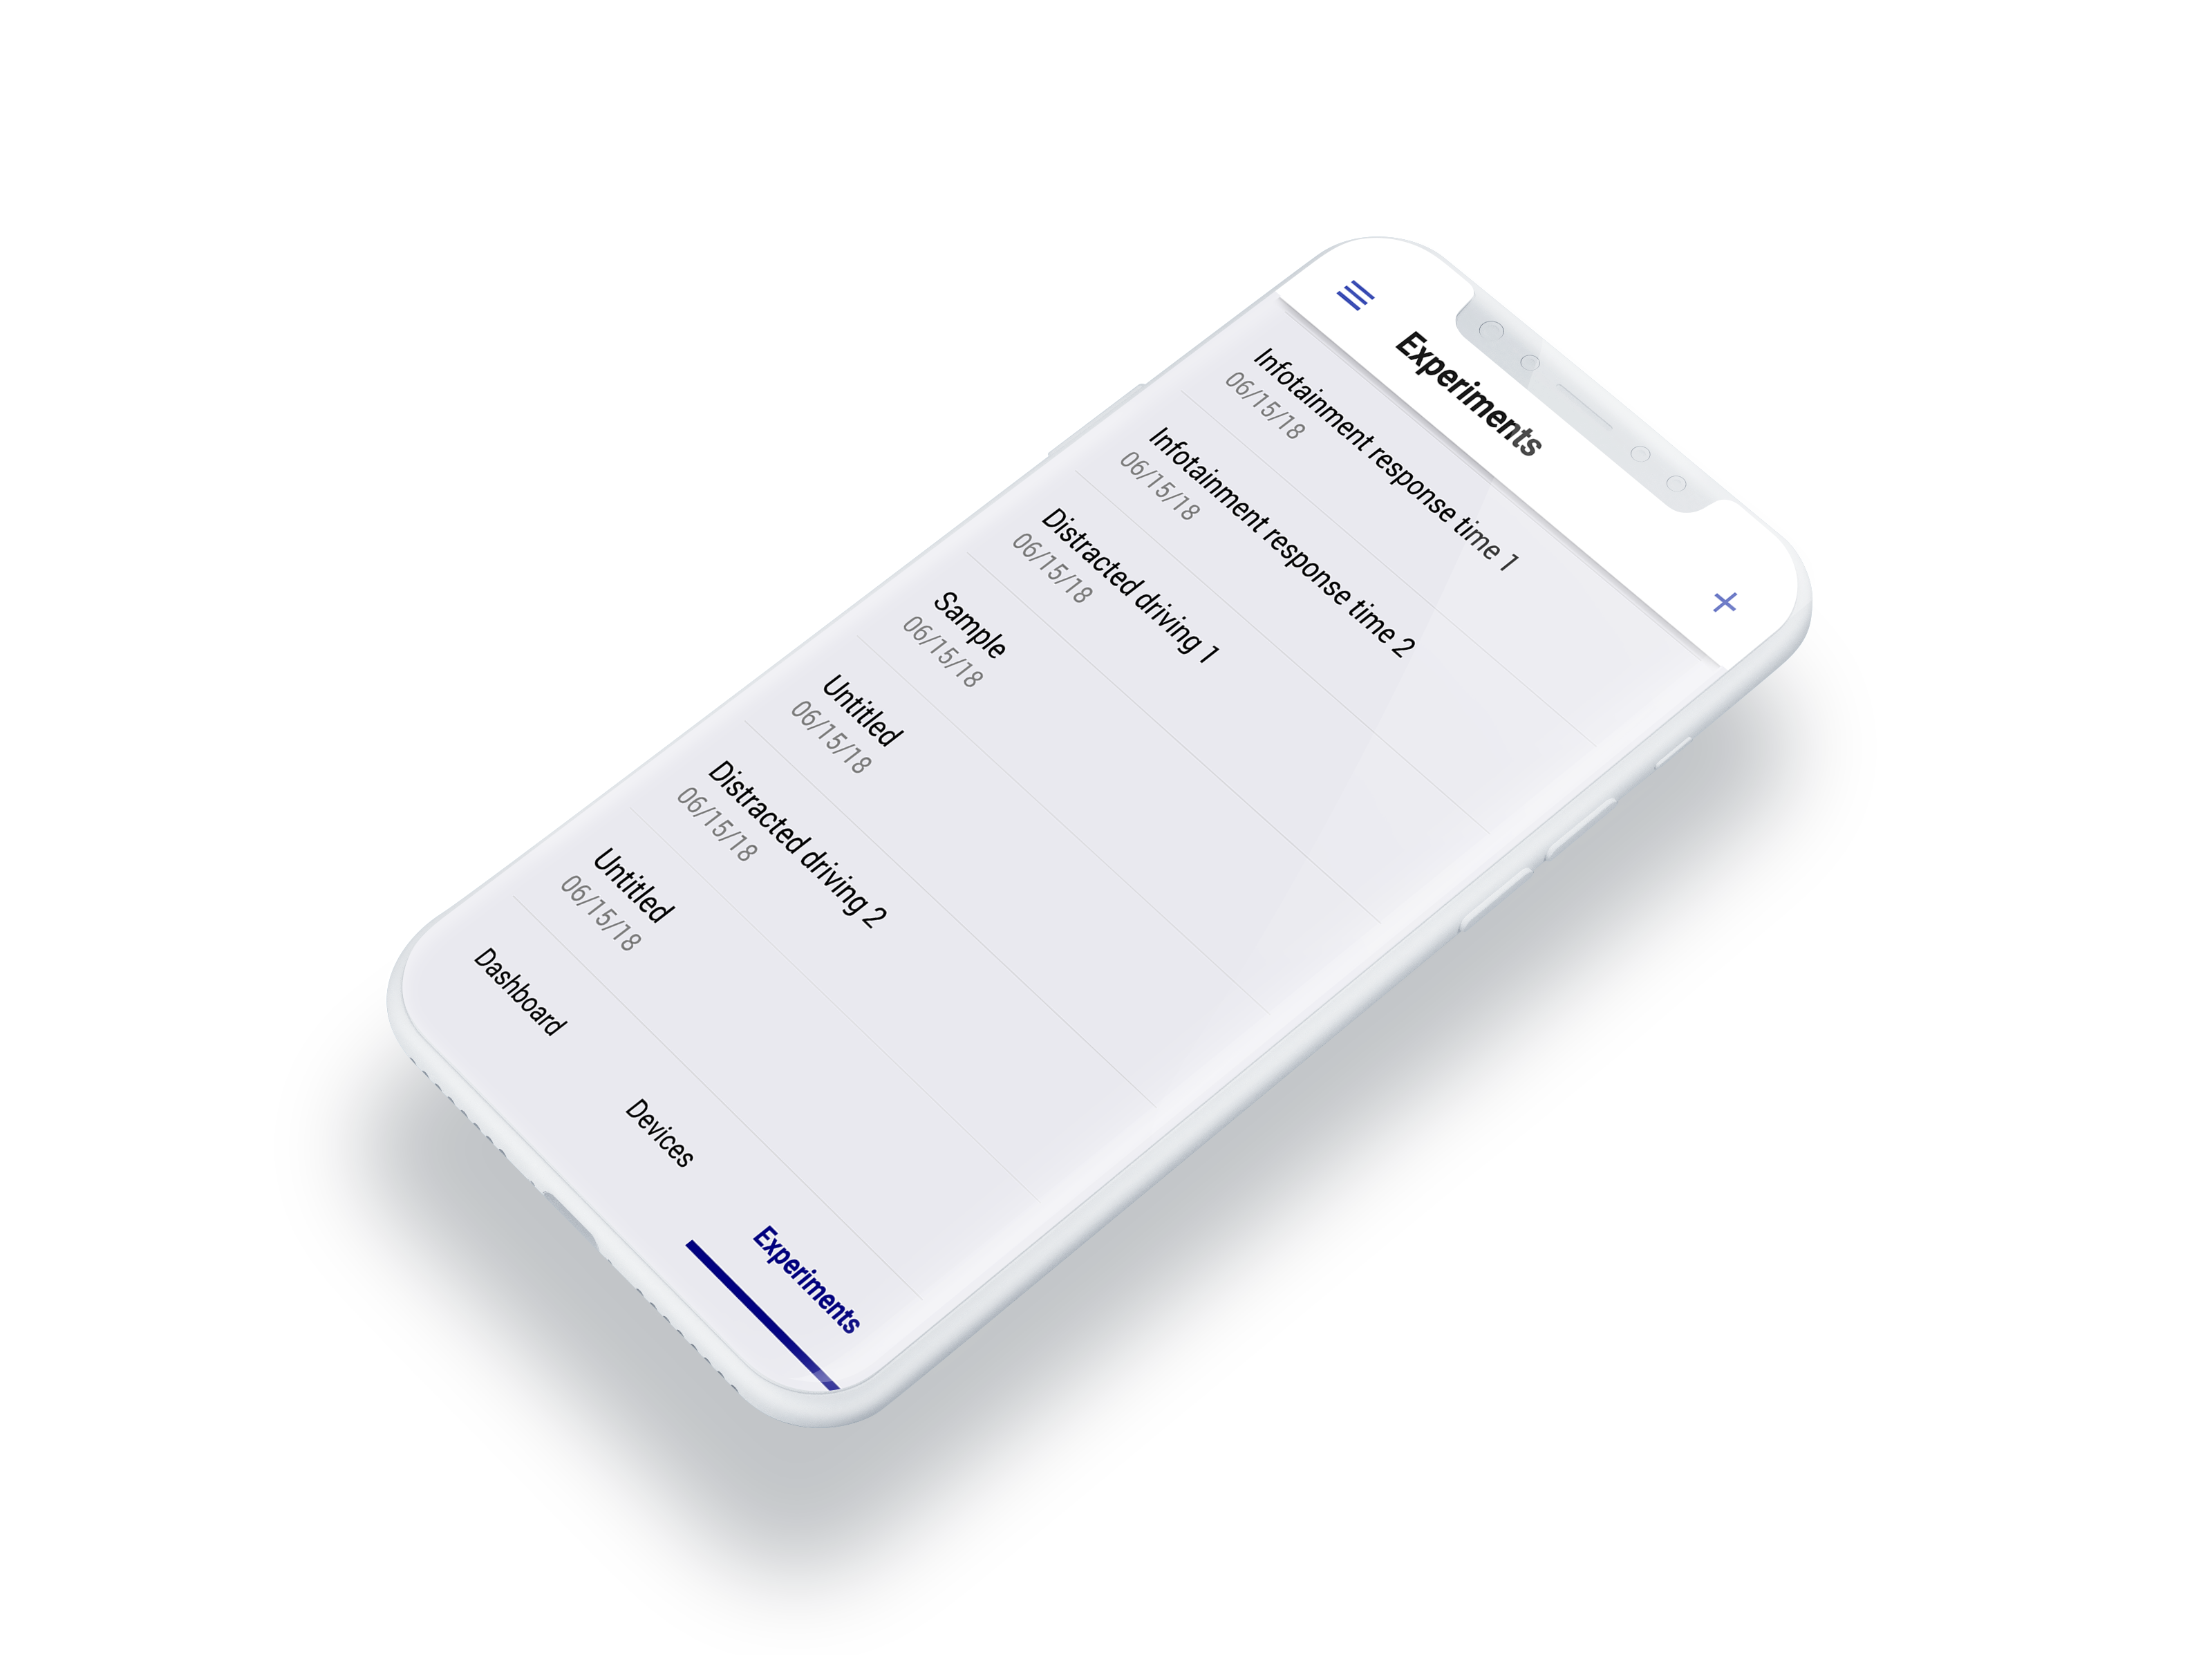 Experiments
Infotainment response time 1
06/15/18
Infotainment response time 2
06/15/18
Distracted driving 1
06/15/18
Sample
06/15/18
Untitled
06/15/18
Distracted driving 2
06/15/18
Untitled
06/15/18
Dashboard
Devices
Experiments